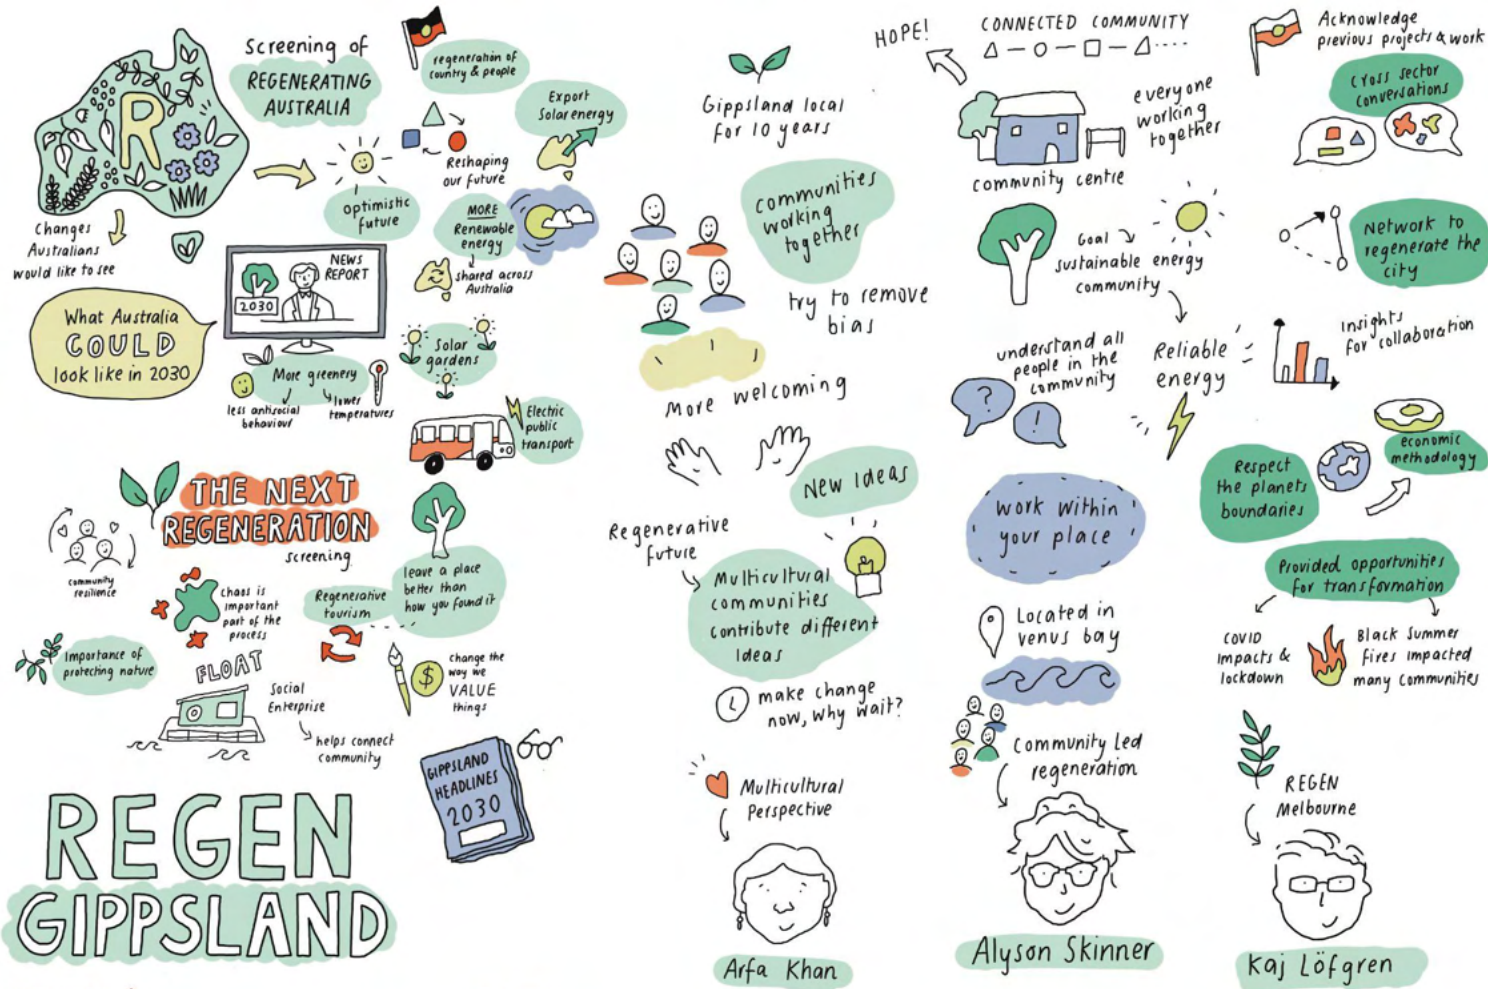 Screening of
REGENERATING
AUSTRALIA
R
Changes
Australians
would like to see
What Australia
COULD
look like in 2030
NEWS
REPORT
2030
optimistic
future
regeneration of
country & people
Reshaping
our future
Export
Solar energy
MORE
Renewable
energy
shared across
Australia
More greenery
less antisocial
behaviour
lower
temperatures
Solar
gardens
Electric
public
transport
THE NEXT
REGENERATION
screening
community
resilience
chaos is
important
part of the
process
Regenerative
tourism
leave a place
better than
how you found it
Importance of
protecting nature
FLOAT
Social
Enterprise
helps connect
community
change the
way we
VALUE
things
$
GIPPSLAND
HEADLINES
2030
REGEN
GIPPSLAND
Gippsland local
for 10 years
communities
working
together
try to remove
bias
More welcoming
New Ideas
Regenerative
future
Multicultural
communities
contribute different
Ideas
make change
now, why wait?
Multicultural
Perspective
Arfa Khan
HOPE!
CONNECTED COMMUNITY
everyone
working
together
community centre
Goal
sustainable energy
community
understand all
people in the
community
?
!
Reliable
energy
work within
your place
Located in
venus bay
Community Led
regeneration
Alyson Skinner
Acknowledge
previous projects & work
cross sector
conversations
Network to
regenerate the
city
Insights
for collaboration
economic
methodology
Respect
the planets
boundaries
Provided opportunities
for transformation
COVID
Impacts &
lockdown
Black Summer
fires impacted
many communities
REGEN
Melbourne
Kaj Löfgren